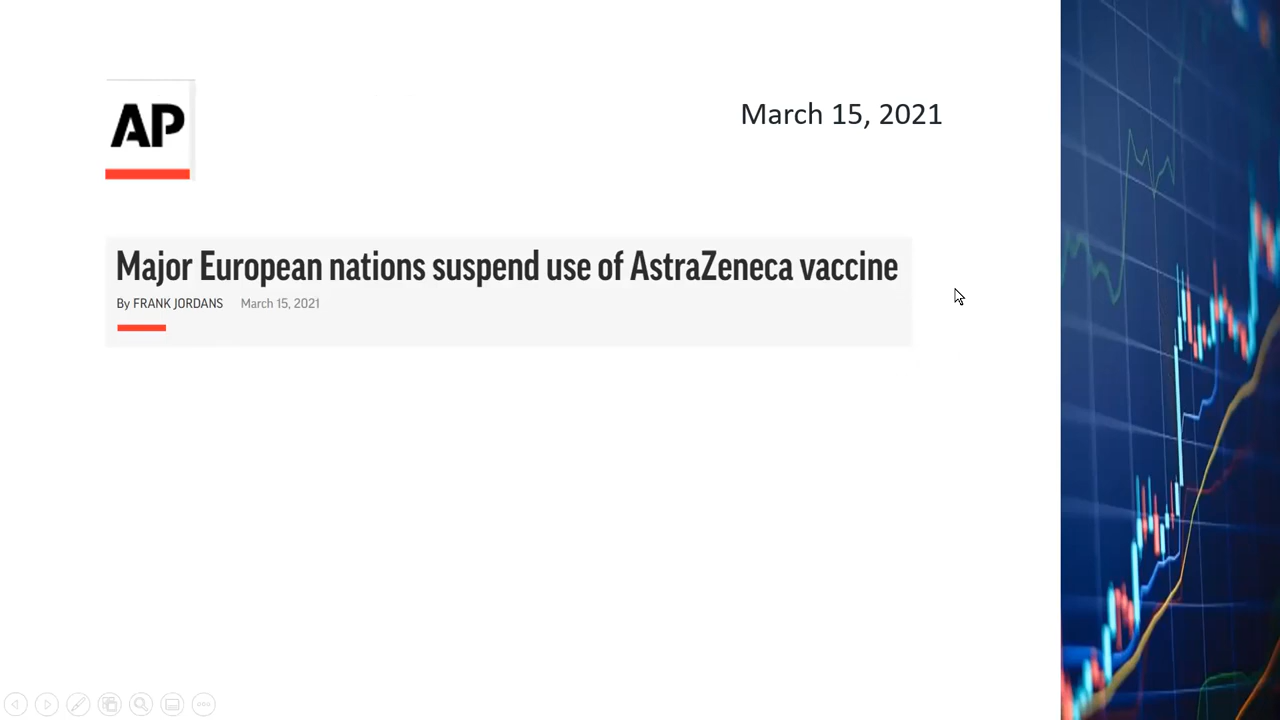 AP
March 15, 2021
Major European nations suspend use of AstraZeneca vaccine
By FRANK JORDANS March 15, 2021